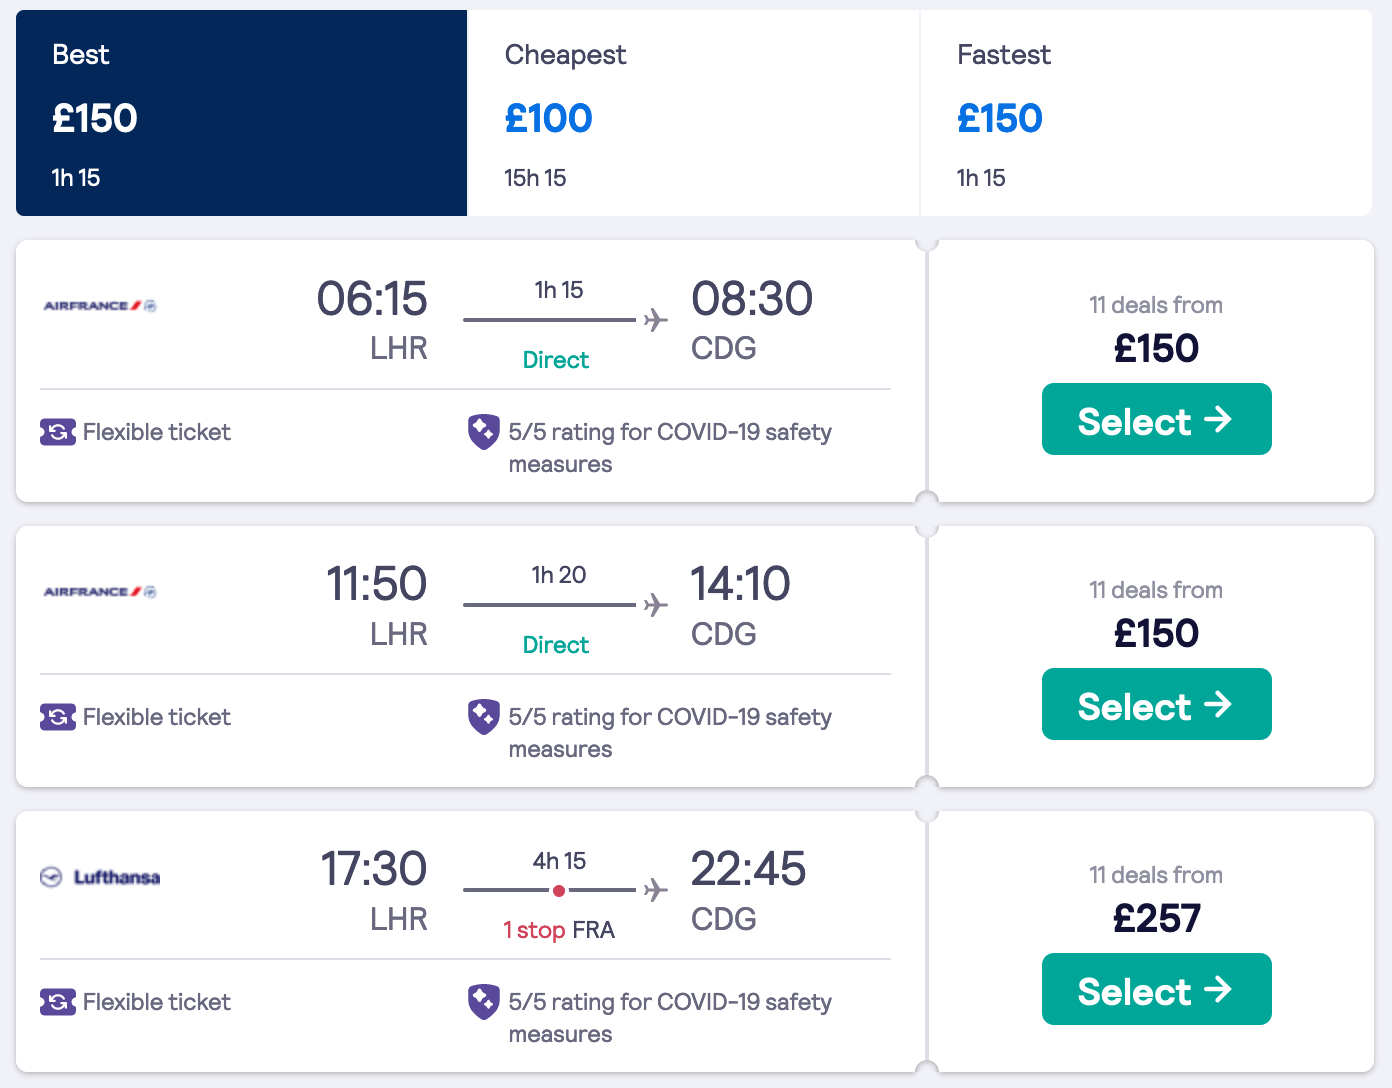 Best
£150
1h 15
Cheapest
£100
15h 15
Fastest
£150
1h 15
AIRFRANCE
06:15
LHR
1h 15
Direct
08:30
CDG
Flexible ticket
5/5 rating for COVID-19 safety
measures
11 deals from
£150
Select →
AIRFRANCE
11:50
LHR
1h 20
Direct
14:10
CDG
Flexible ticket
5/5 rating for COVID-19 safety
measures
11 deals from
£150
Select →
Lufthansa
17:30
LHR
4h 15
1 stop FRA
22:45
CDG
Flexible ticket
5/5 rating for COVID-19 safety
measures
11 deals from
£257
Select →